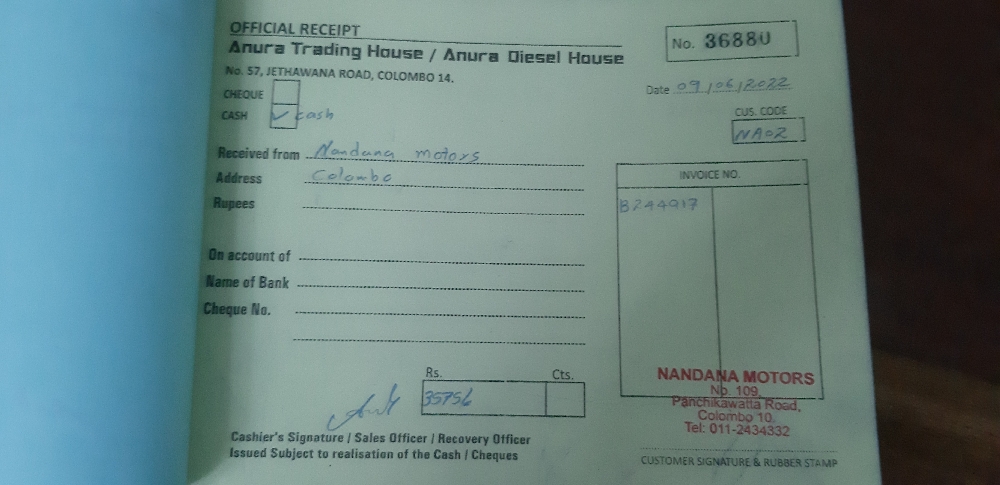 OFFICIAL RECEIPT
Anura Trading House / Anura Diesel House
No. 57, JETHAWANA ROAD, COLOMBO 14.
No. 36880
Date 09/06/2022
CHEQUE
CASH ✓ cash
CUS. CODE
NA02
Received from Nandana motors
Address Colombo
Rupees
INVOICE NO.
B244917
On account of
Name of Bank
Cheque No.
Rs. Cts.
35756
NANDANA MOTORS
No. 109,
Panchikawatta Road,
Colombo 10.
Tel: 011-2434332
Cashier's Signature / Sales Officer / Recovery Officer
Issued Subject to realisation of the Cash / Cheques
CUSTOMER SIGNATURE & RUBBER STAMP